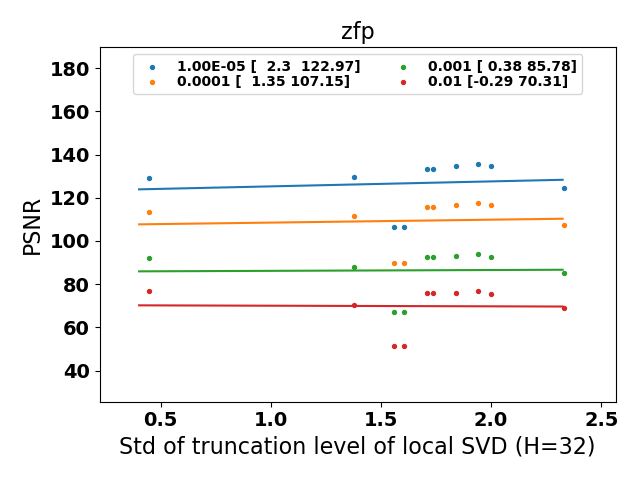 zfp
1.00E-05 [  2.3  122.97]
0.0001 [  1.35 107.15]
0.001 [ 0.38 85.78]
0.01 [-0.29 70.31]
180
160
140
120
100
80
60
40
PSNR
0.5 1.0 1.5 2.0 2.5
Std of truncation level of local SVD (H=32)